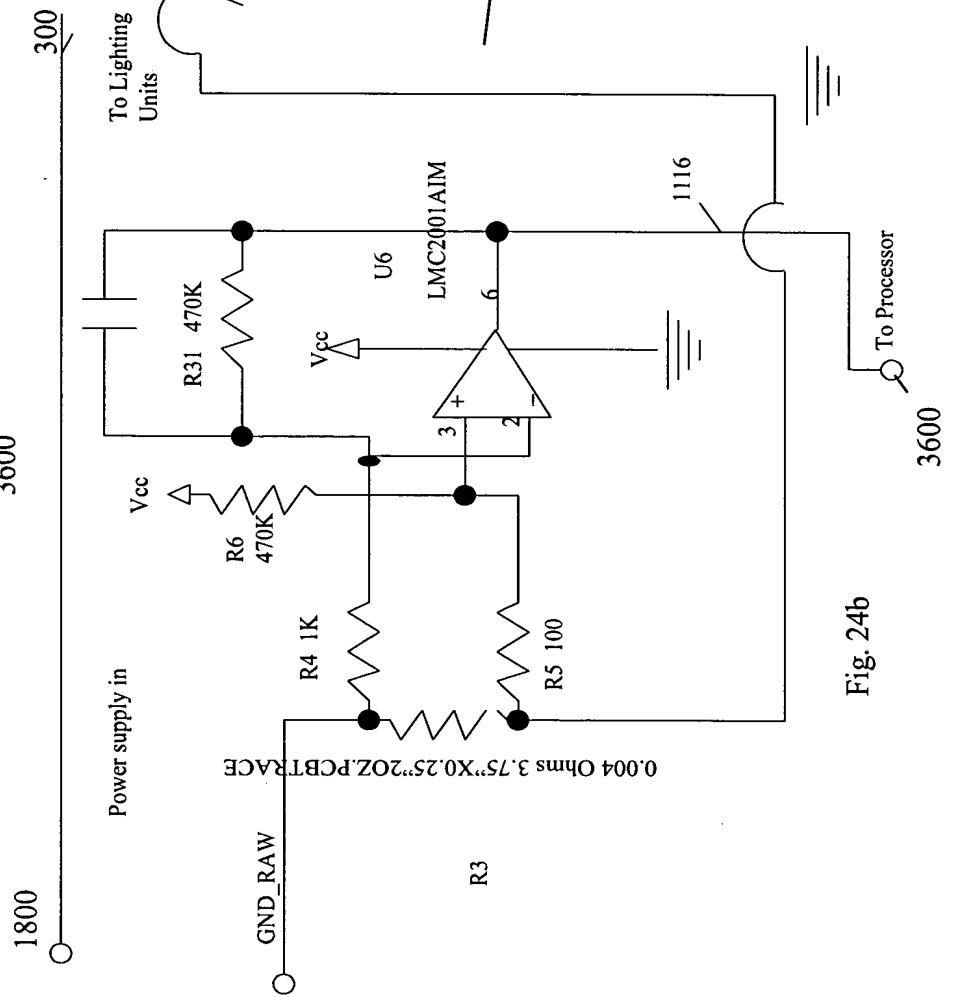 3600
1800
300
Power supply in
To Lighting
Units
GND_RAW
R3
0.004 Ohms 3.75"X0.25"2OZ.PCBTRACE
R4 1K
R5 100
Vcc
R6
470K
R31 470K
Vcc
U6
LMC2001AIM
3
+
2
–
6
1116
To Processor
3600
Fig. 24b